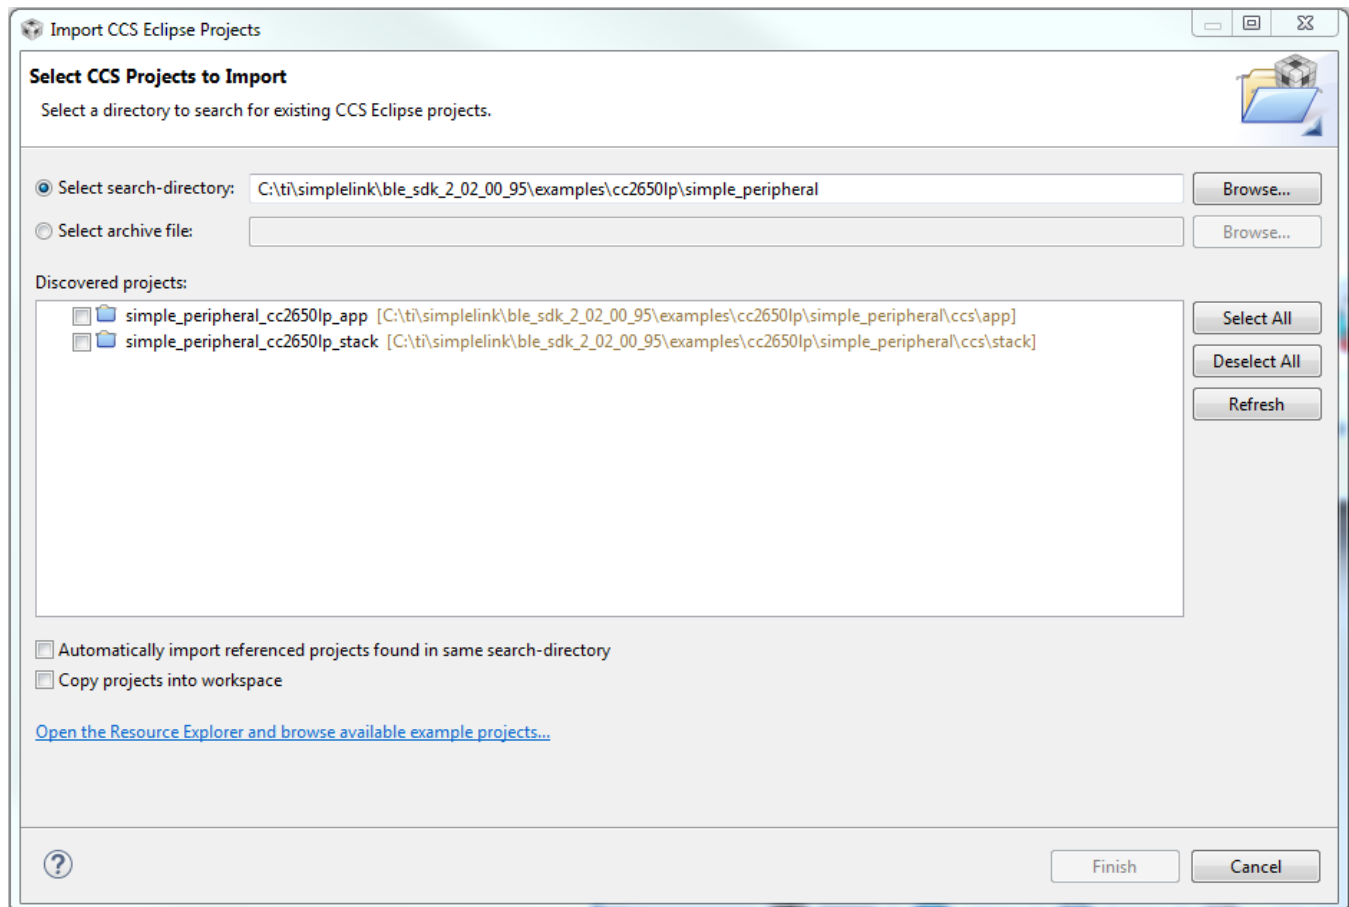 Import CCS Eclipse Projects
Select CCS Projects to Import
Select a directory to search for existing CCS Eclipse projects.
Select search-directory: C:\ti\simplelink\ble_sdk_2_02_00_95\examples\cc2650lp\simple_peripheral Browse...
Select archive file: Browse...
Discovered projects:
simple_peripheral_cc2650lp_app [C:\ti\simplelink\ble_sdk_2_02_00_95\examples\cc2650lp\simple_peripheral\ccs\app] Select All
simple_peripheral_cc2650lp_stack [C:\ti\simplelink\ble_sdk_2_02_00_95\examples\cc2650lp\simple_peripheral\ccs\stack]
Deselect All
Refresh
Automatically import referenced projects found in same search-directory
Copy projects into workspace
Open the Resource Explorer and browse available example projects...
? Finish Cancel